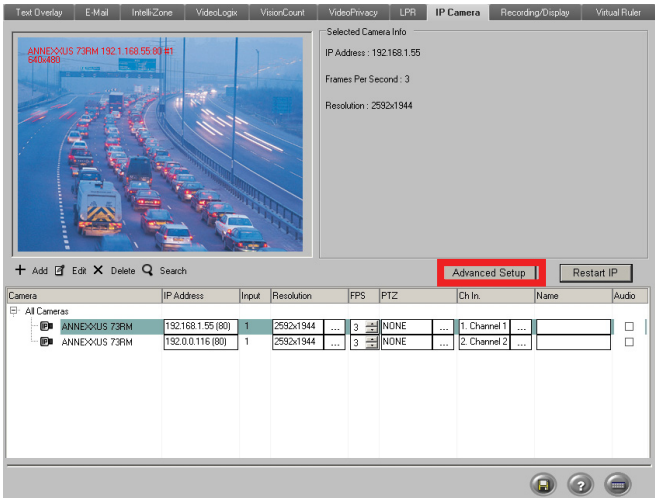 Text Overlay E-Mail Intelli-Zone VideoLogix VisionCount VideoPrivacy LPR IP Camera Recording/Display Virtual Ruler
ANNEXXUS 73RM 192.1.168.55:80 #1
640x480
Selected Camera Info
IP Address : 192.168.1.55
Frames Per Second : 3
Resolution : 2592x1944
Add Edit Delete Search
Advanced Setup Restart IP
Camera IP Address Input Resolution FPS PTZ Ch In. Name Audio
All Cameras
ANNEXXUS 73RM 192.168.1.55 (80) 1 2592x1944 ... 3 NONE ... 1. Channel 1 ...
ANNEXXUS 73RM 192.0.0.116 (80) 1 2592x1944 ... 3 NONE ... 2. Channel 2 ...